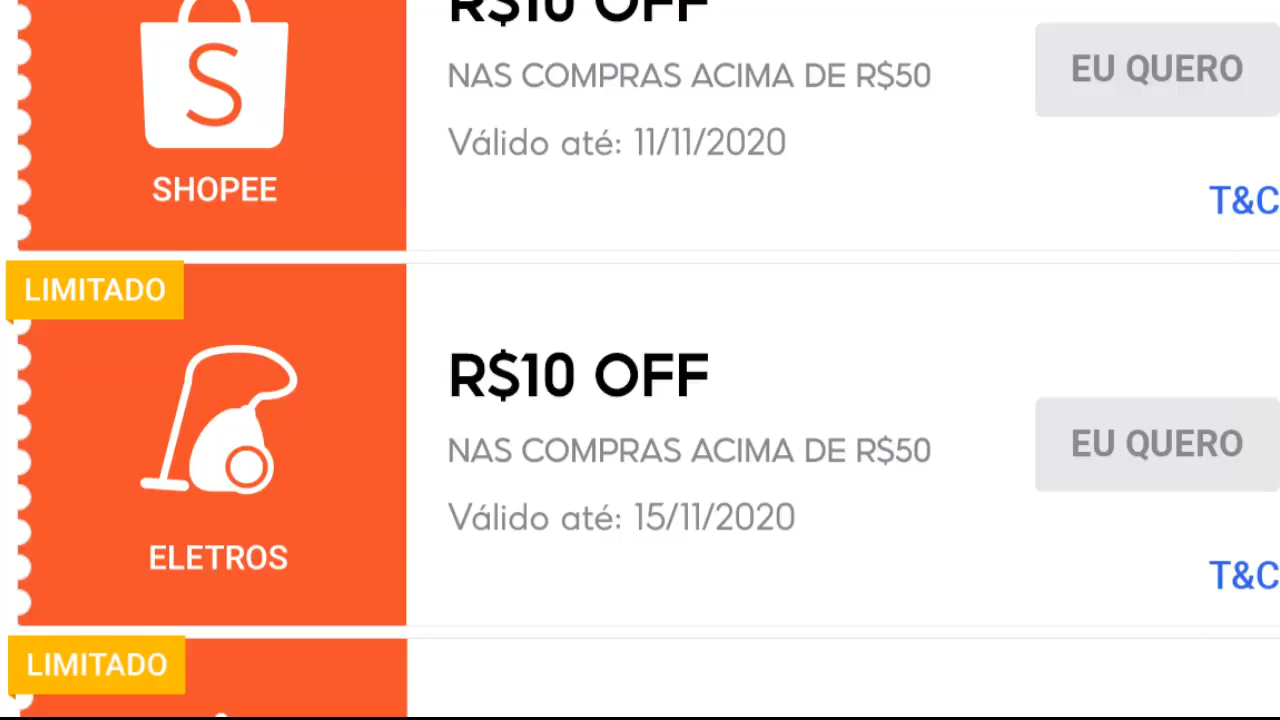 R$10 OFF
NAS COMPRAS ACIMA DE R$50
EU QUERO
Válido até: 11/11/2020
SHOPEE
T&C
LIMITADO
R$10 OFF
NAS COMPRAS ACIMA DE R$50
EU QUERO
Válido até: 15/11/2020
ELETROS
T&C
LIMITADO